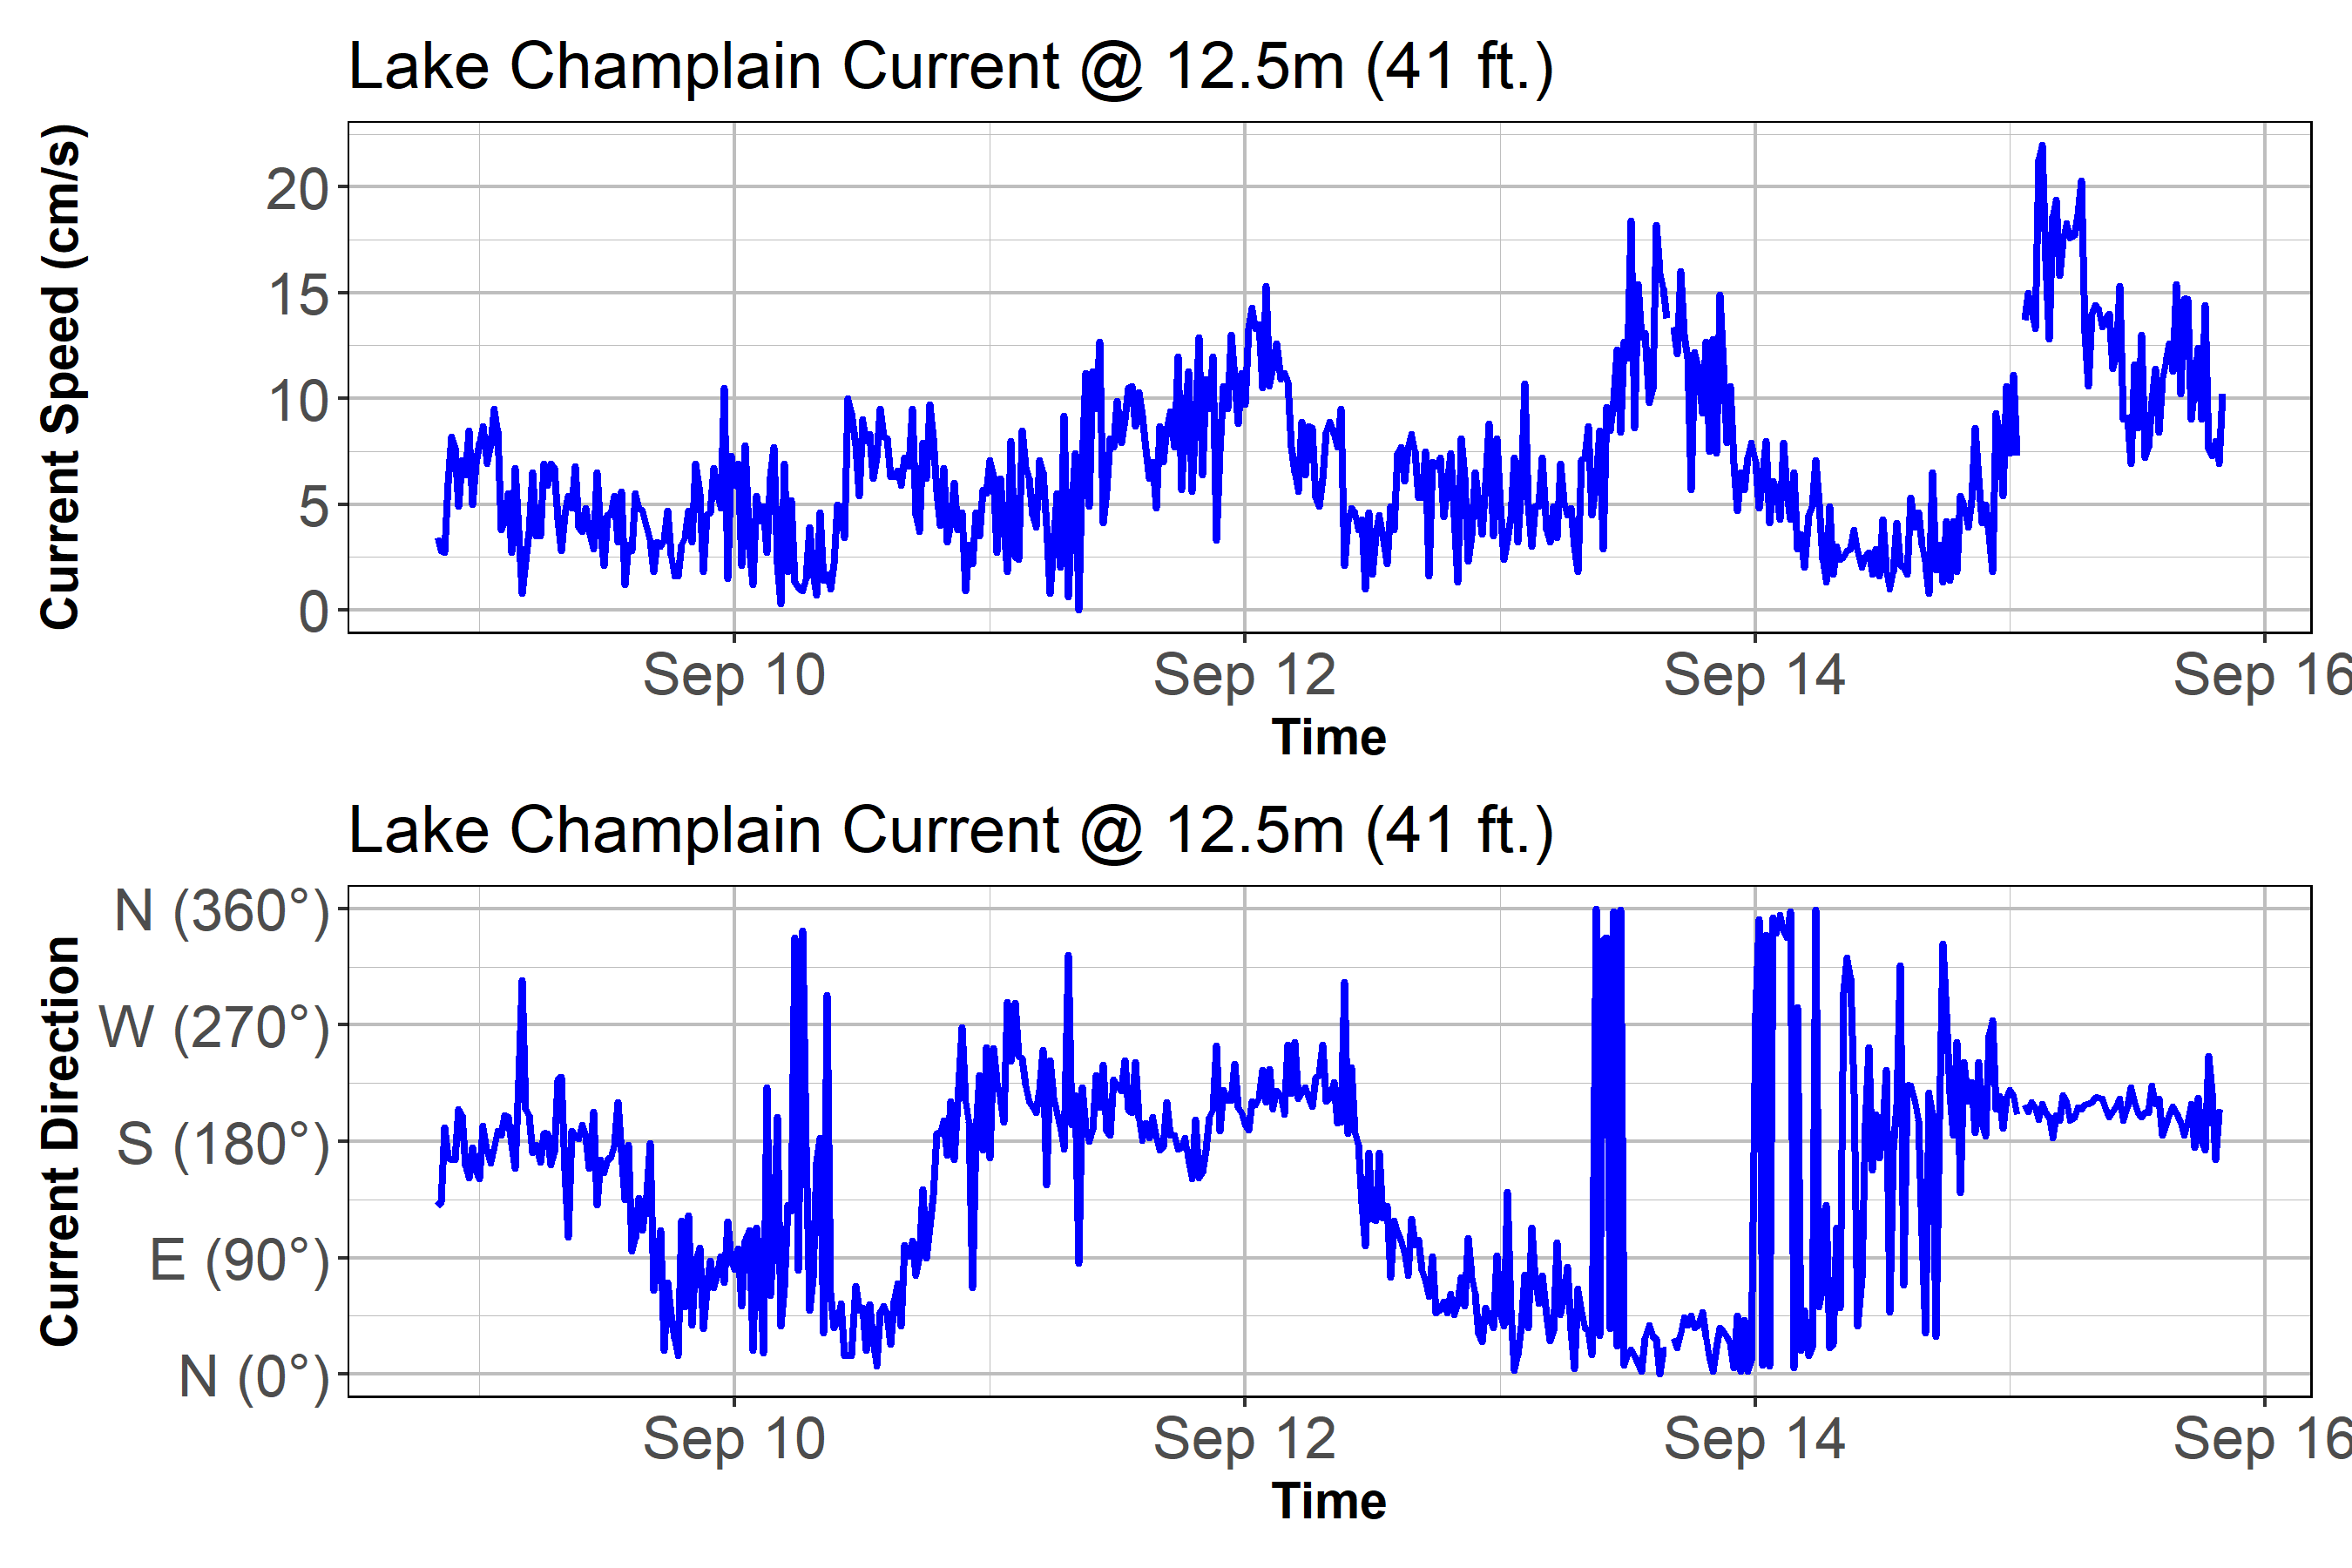 Lake Champlain Current @ 12.5m (41 ft.)
Current Speed (cm/s)
20
15
10
5
0
Sep 10 Sep 12 Sep 14 Sep 16
Time
Lake Champlain Current @ 12.5m (41 ft.)
Current Direction
N (360°)
W (270°)
S (180°)
E (90°)
N (0°)
Sep 10 Sep 12 Sep 14 Sep 16
Time